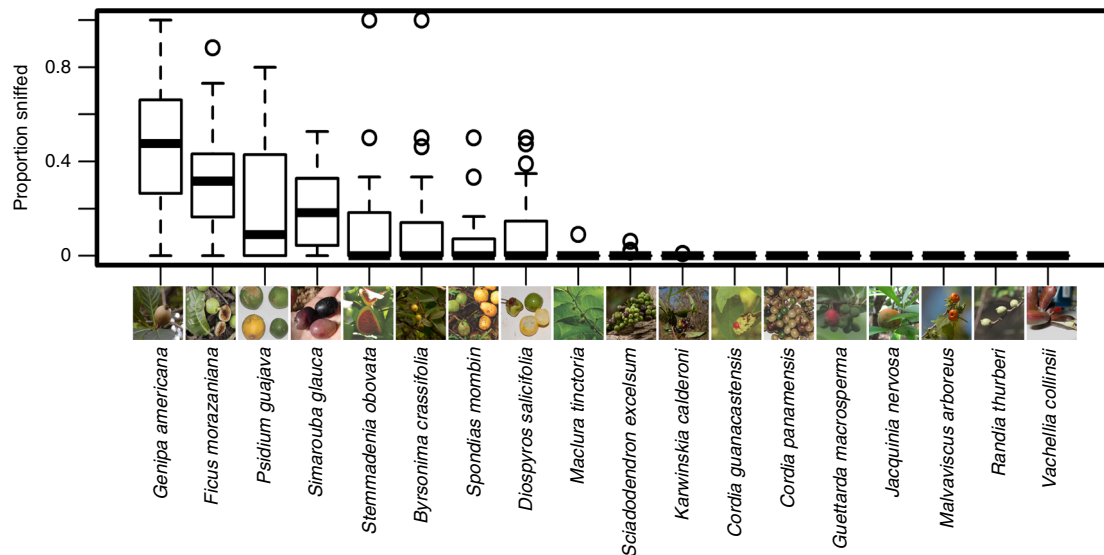 Proportion sniffed
0.8
0.4
0
Genipa americana
Ficus morazaniana
Psidium guajava
Simarouba glauca
Stemmadenia obovata
Byrsonima crassifolia
Spondias mombin
Diospyros salicifolia
Maclura tinctoria
Sciadodendron excelsum
Karwinskia calderoni
Cordia guanacastensis
Cordia panamensis
Guettarda macrosperma
Jacquinia nervosa
Malvaviscus arboreus
Randia thurberi
Vachellia collinsii